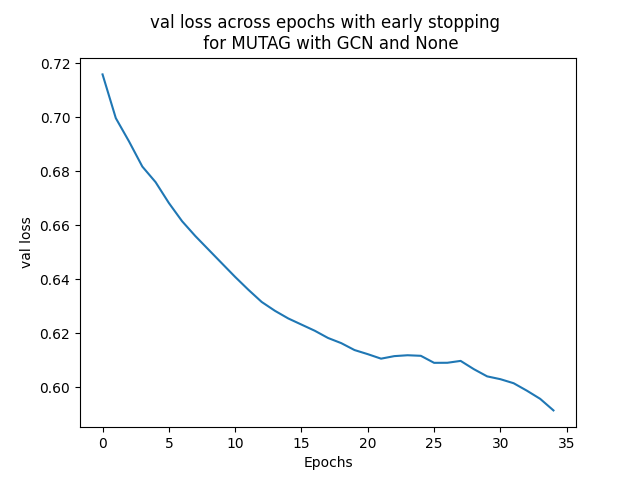 val loss across epochs with early stopping
for MUTAG with GCN and None
0.72
0.70
0.68
0.66
0.64
0.62
0.60
val loss
0 5 10 15 20 25 30 35
Epochs